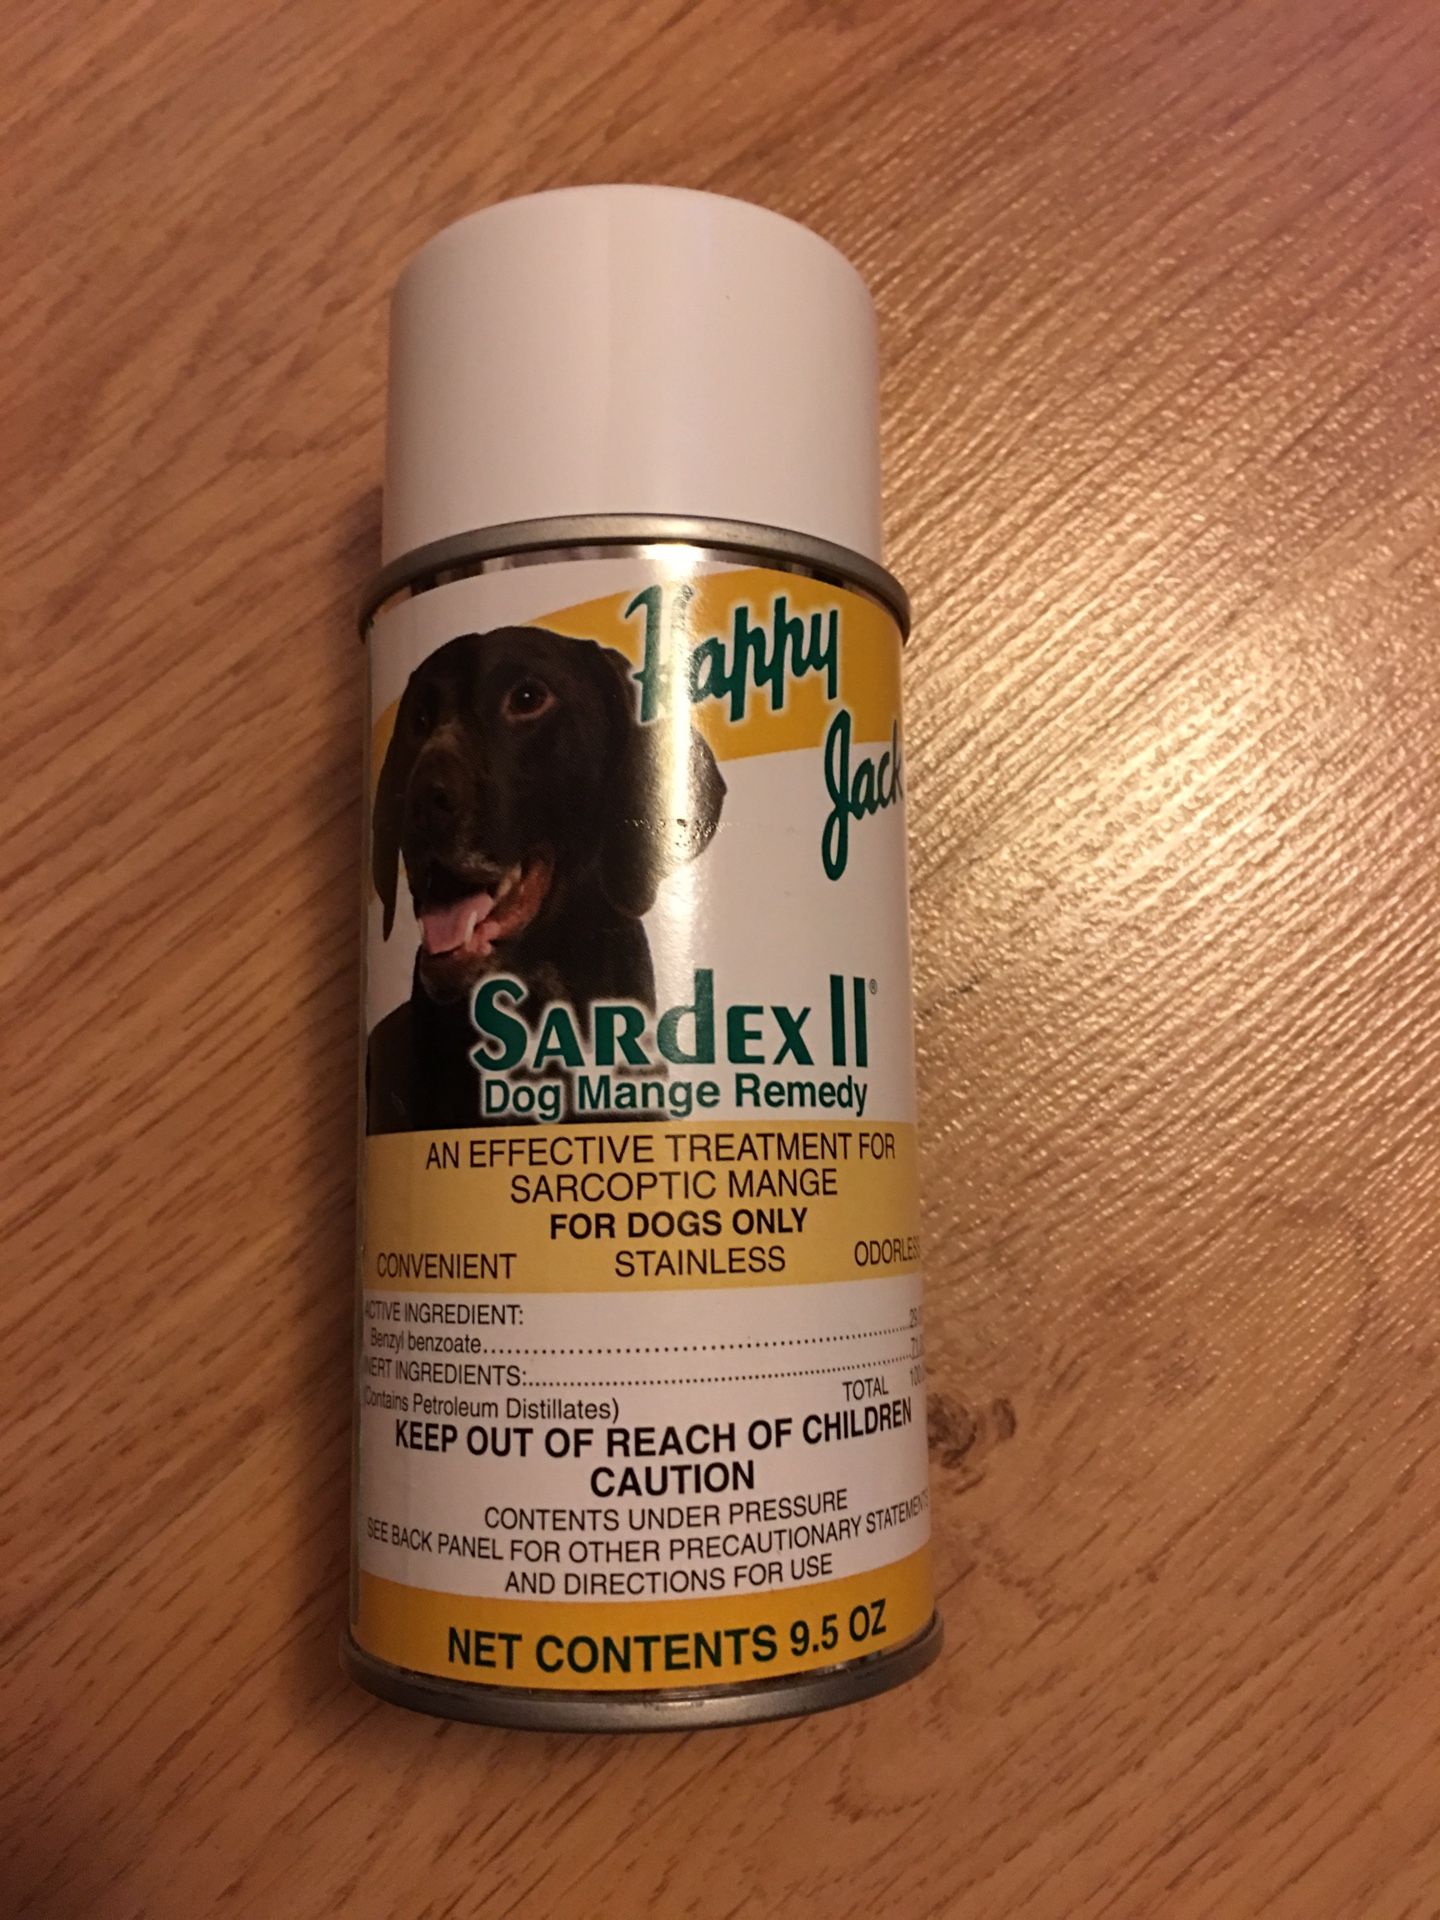 Happy
Jack
SARdEX II®
Dog Mange Remedy
AN EFFECTIVE TREATMENT FOR
SARCOPTIC MANGE
FOR DOGS ONLY
CONVENIENT STAINLESS ODORLESS
ACTIVE INGREDIENT:
Benzyl benzoate
INERT INGREDIENTS:
(Contains Petroleum Distillates) TOTAL
KEEP OUT OF REACH OF CHILDREN
CAUTION
CONTENTS UNDER PRESSURE
SEE BACK PANEL FOR OTHER PRECAUTIONARY STATEMENTS
AND DIRECTIONS FOR USE
NET CONTENTS 9.5 OZ